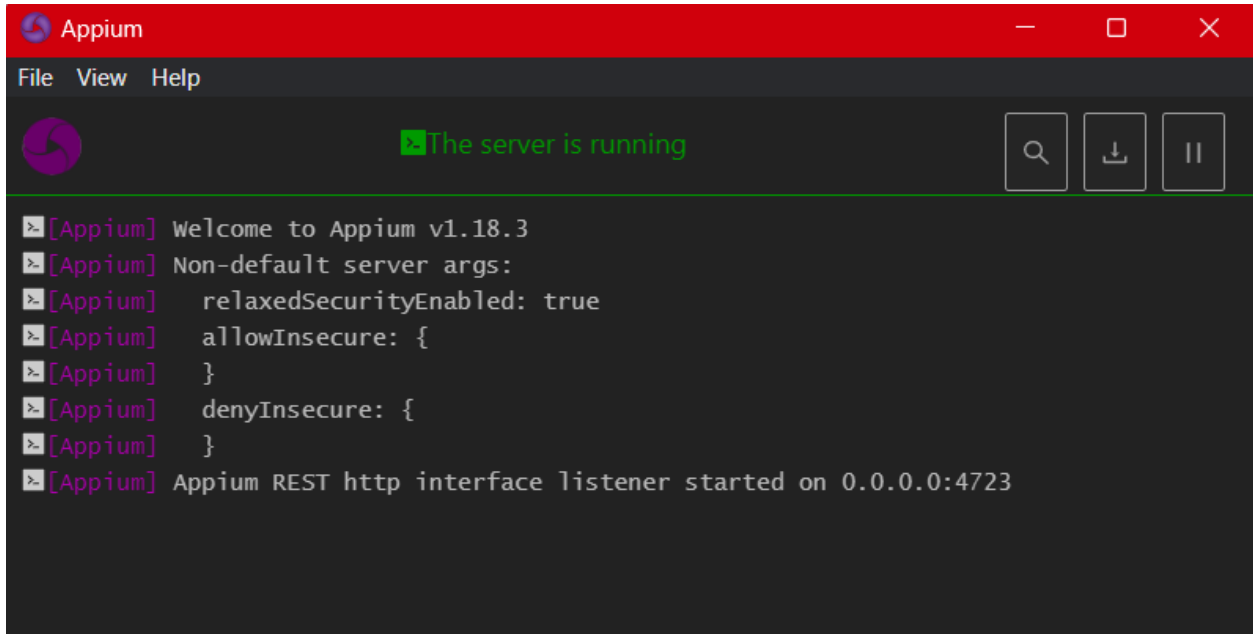 Appium
File View Help
The server is running
[Appium] Welcome to Appium v1.18.3
[Appium] Non-default server args:
[Appium]   relaxedSecurityEnabled: true
[Appium]   allowInsecure: {
[Appium]   }
[Appium]   denyInsecure: {
[Appium]   }
[Appium] Appium REST http interface listener started on 0.0.0.0:4723